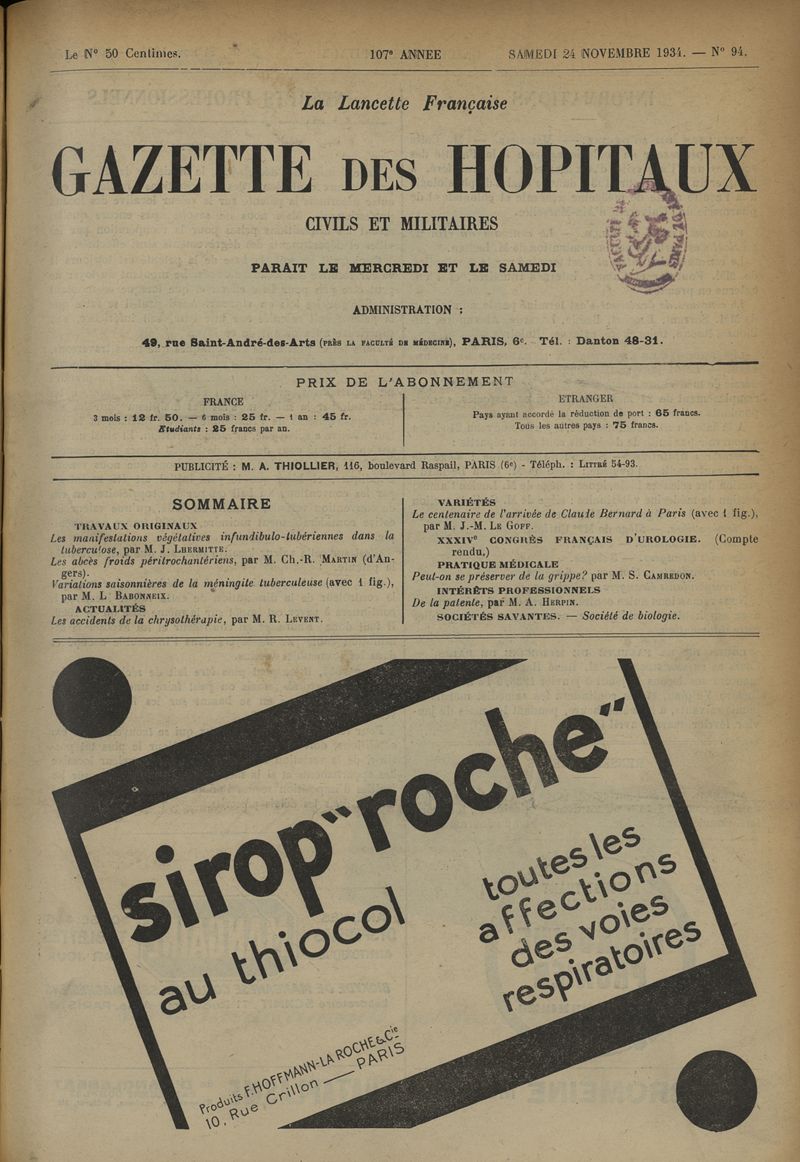 Le Nº 50 Centimes.
107e ANNEE
SAMEDI 24 NOVEMBRE 1934. — Nº 94.
La Lancette Française
GAZETTE DES HOPITAUX
CIVILS ET MILITAIRES
PARAIT LE MERCREDI ET LE SAMEDI
ADMINISTRATION :
49, rue Saint-André-des-Arts (PRÈS LA FACULTÉ DE MÉDECINE), PARIS, 6e. Tél. : Danton 48-31.
PRIX DE L'ABONNEMENT
FRANCE
3 mois : 12 fr. 50. — 6 mois : 25 fr. — 1 an : 45 fr.
Etudiants : 25 francs par an.
ETRANGER
Pays ayant accordé la réduction de port : 65 francs.
Tous les autres pays : 75 francs.
PUBLICITÉ : M. A. THIOLLIER, 116, boulevard Raspail, PARIS (6e) - Téléph. : LITTRÉ 54-93.
SOMMAIRE
TRAVAUX ORIGINAUX
Les manifestations végétatives infundibulo-tubériennes dans la
tuberculose, par M. J. LHERMITTE.
Les abcès froids péritrochantériens, par M. Ch.-R. MARTIN (d'An-
gers).
Variations saisonnières de la méningite tuberculeuse (avec 1 fig.),
par M. L BABONNEIX.
ACTUALITÉS
Les accidents de la chrysothérapie, par M. R. LEVENT.
VARIÉTÉS
Le centenaire de l'arrivée de Claude Bernard à Paris (avec 1 fig.),
par M. J.-M. LE GOFF.
XXXIVe CONGRÈS FRANÇAIS D'UROLOGIE. (Compte
rendu.)
PRATIQUE MÉDICALE
Peut-on se préserver de la grippe? par M. S. CAMREDON.
INTÉRÊTS PROFESSIONNELS
De la patente, par M. A. HERPIN.
SOCIÉTÉS SAVANTES. — Société de biologie.
sirop "roche"
au thiocol
toutes les
affections
des voies
respiratoires
Produits F. HOFFMANN-LA ROCHE & Cie
10, Rue Crillon — PARIS